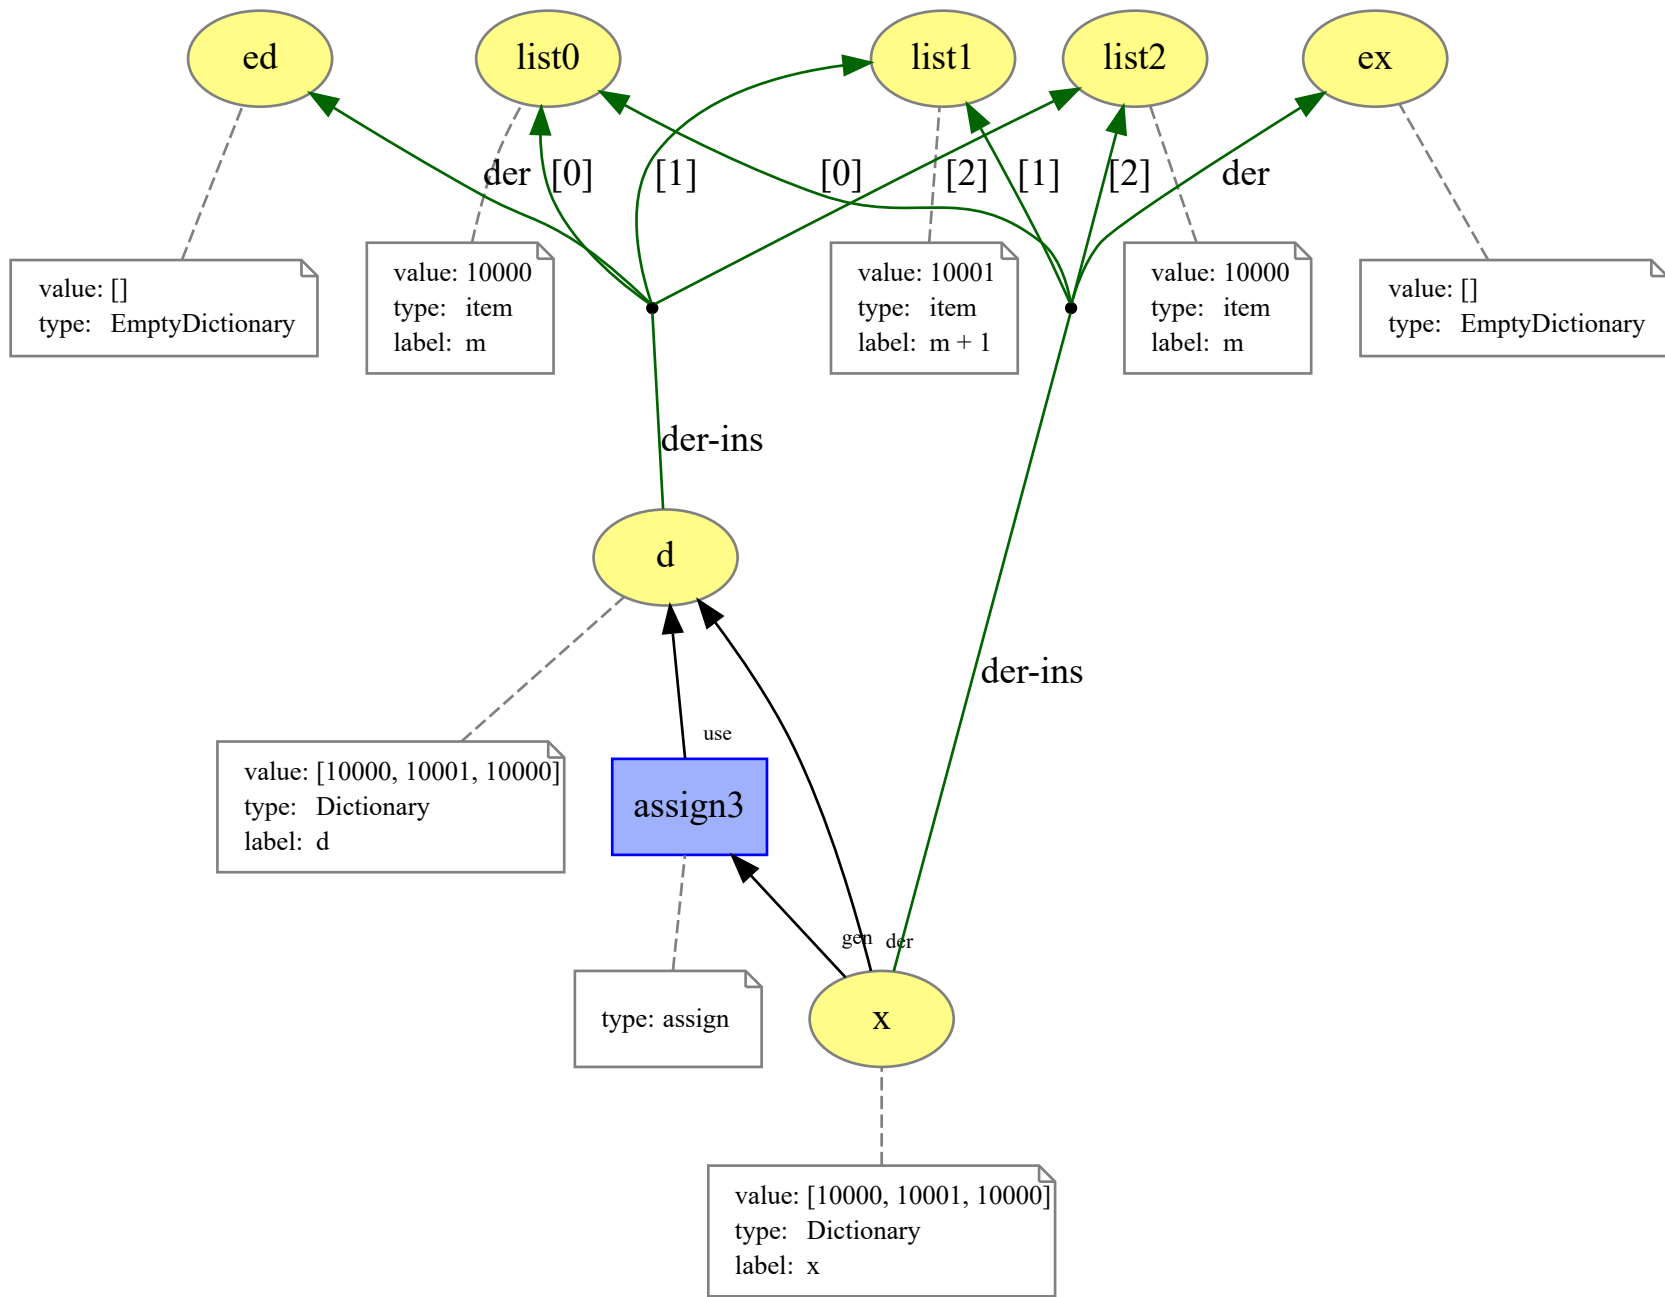 ed
list0
list1
list2
ex
der
[0]
[1]
[0]
[2]
[1]
[2]
der
value: []
type: EmptyDictionary
value: 10000
type: item
label: m
value: 10001
type: item
label: m + 1
value: 10000
type: item
label: m
value: []
type: EmptyDictionary
der-ins
d
der-ins
use
value: [10000, 10001, 10000]
type: Dictionary
label: d
assign3
gen
der
type: assign
x
value: [10000, 10001, 10000]
type: Dictionary
label: x